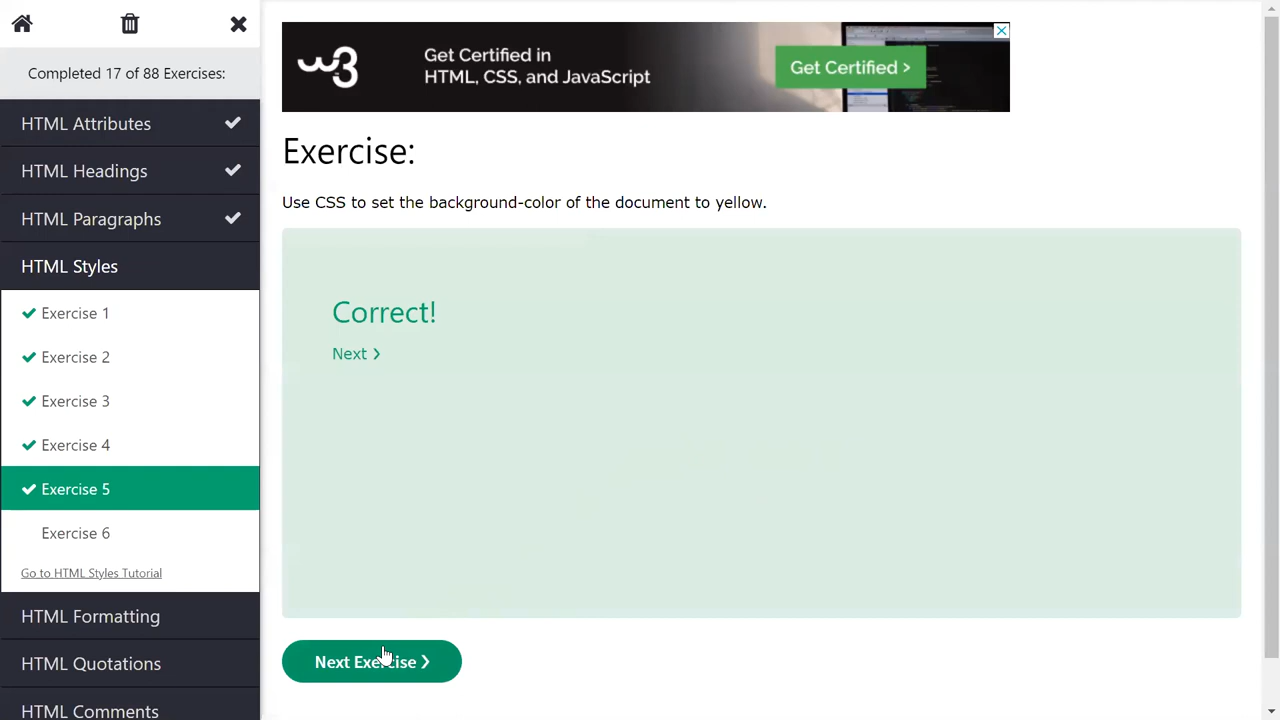 Completed 17 of 88 Exercises:
HTML Attributes
HTML Headings
HTML Paragraphs
HTML Styles
Exercise 1
Exercise 2
Exercise 3
Exercise 4
Exercise 5
Exercise 6
Go to HTML Styles Tutorial
HTML Formatting
HTML Quotations
HTML Comments
w3
Get Certified in
HTML, CSS, and JavaScript
Get Certified >
Exercise:
Use CSS to set the background-color of the document to yellow.
Correct!
Next ❯
Next Exercise ❯